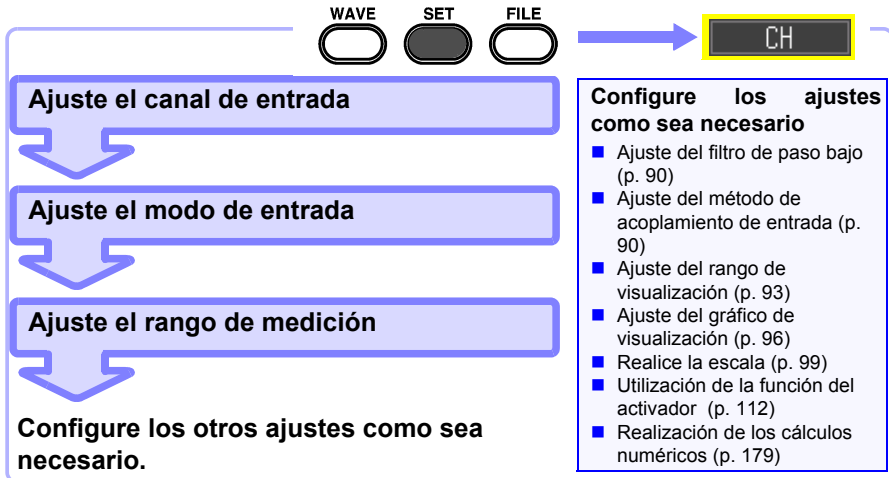 WAVE SET FILE
CH
Ajuste el canal de entrada
Ajuste el modo de entrada
Ajuste el rango de medición
Configure los otros ajustes como sea
necesario.
Configure los ajustes
como sea necesario
Ajuste del filtro de paso bajo
(p. 90)
Ajuste del método de
acoplamiento de entrada (p.
90)
Ajuste del rango de
visualización (p. 93)
Ajuste del gráfico de
visualización (p. 96)
Realice la escala (p. 99)
Utilización de la función del
activador (p. 112)
Realización de los cálculos
numéricos (p. 179)